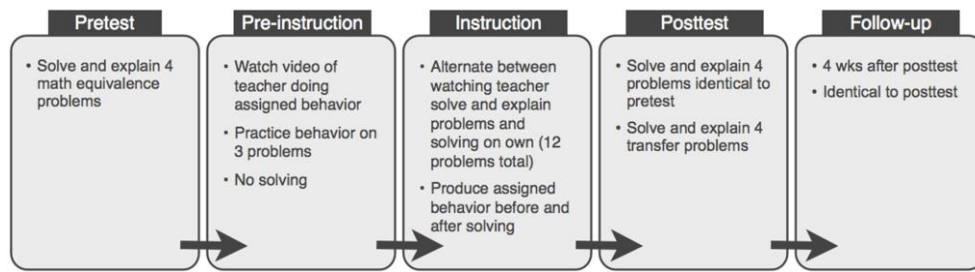 Pretest
• Solve and explain 4
math equivalence
problems
Pre-instruction
• Watch video of
teacher doing
assigned behavior
• Practice behavior on
3 problems
• No solving
Instruction
• Alternate between
watching teacher
solve and explain
problems and
solving on own (12
problems total)
• Produce assigned
behavior before and
after solving
Posttest
• Solve and explain 4
problems identical to
pretest
• Solve and explain 4
transfer problems
Follow-up
• 4 wks after posttest
• Identical to posttest